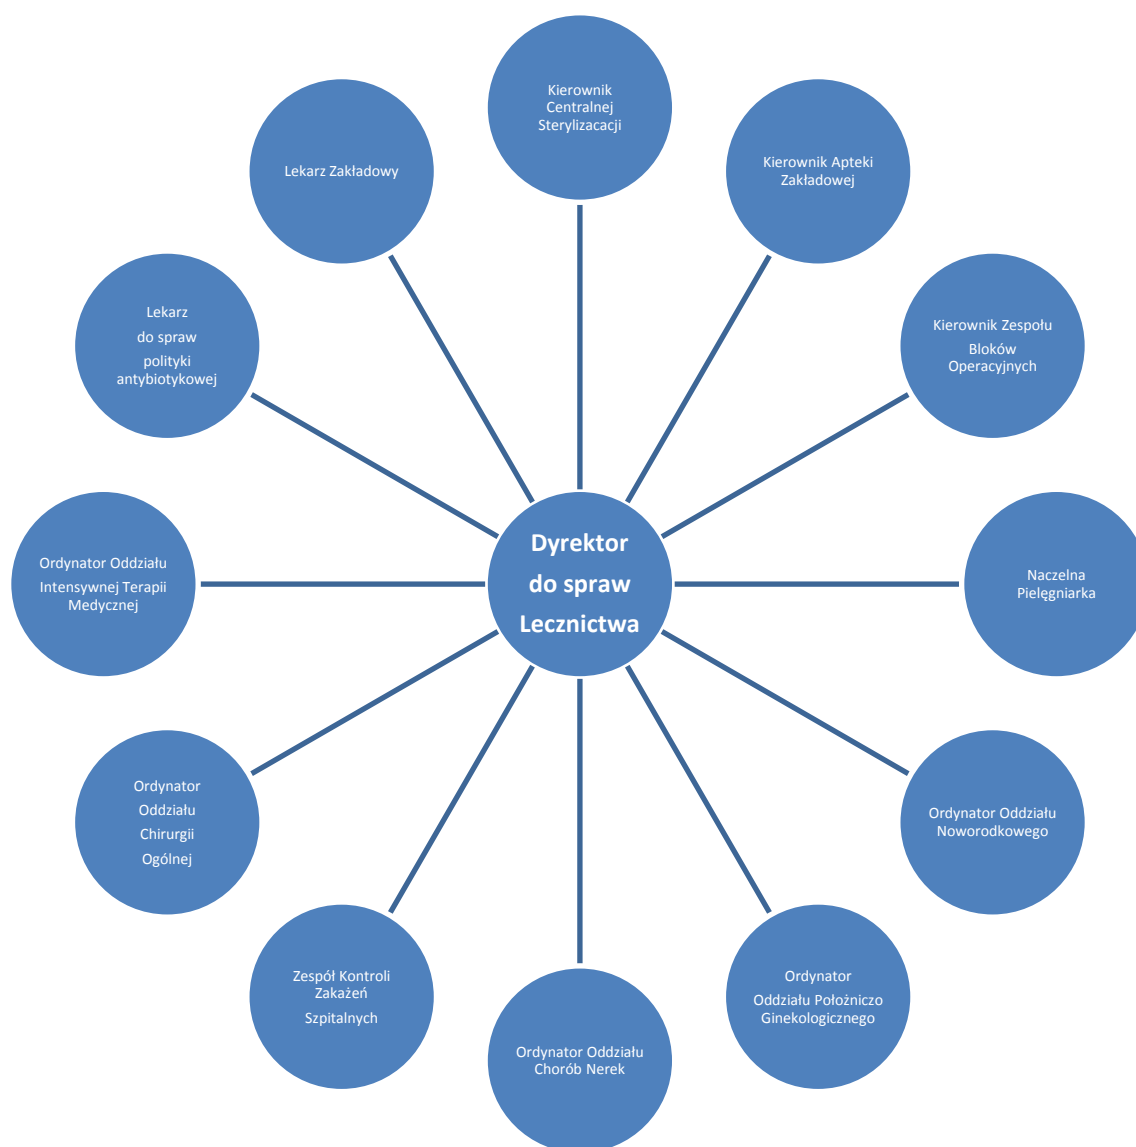 Kierownik
Centralnej
Sterylizacacji
Kierownik Apteki
Zakładowej
Kierownik Zespołu
Bloków
Operacyjnych
Naczelna
Pielęgniarka
Ordynator Oddziału
Noworodkowego
Ordynator
Oddziału Położniczo
Ginekologicznego
Ordynator Oddziału
Chorób Nerek
Zespół Kontroli
Zakażeń
Szpitalnych
Ordynator
Oddziału
Chirurgii
Ogólnej
Ordynator Oddziału
Intensywnej Terapii
Medycznej
Lekarz
do spraw
polityki
antybiotykowej
Lekarz Zakładowy
Dyrektor
do spraw
Lecznictwa